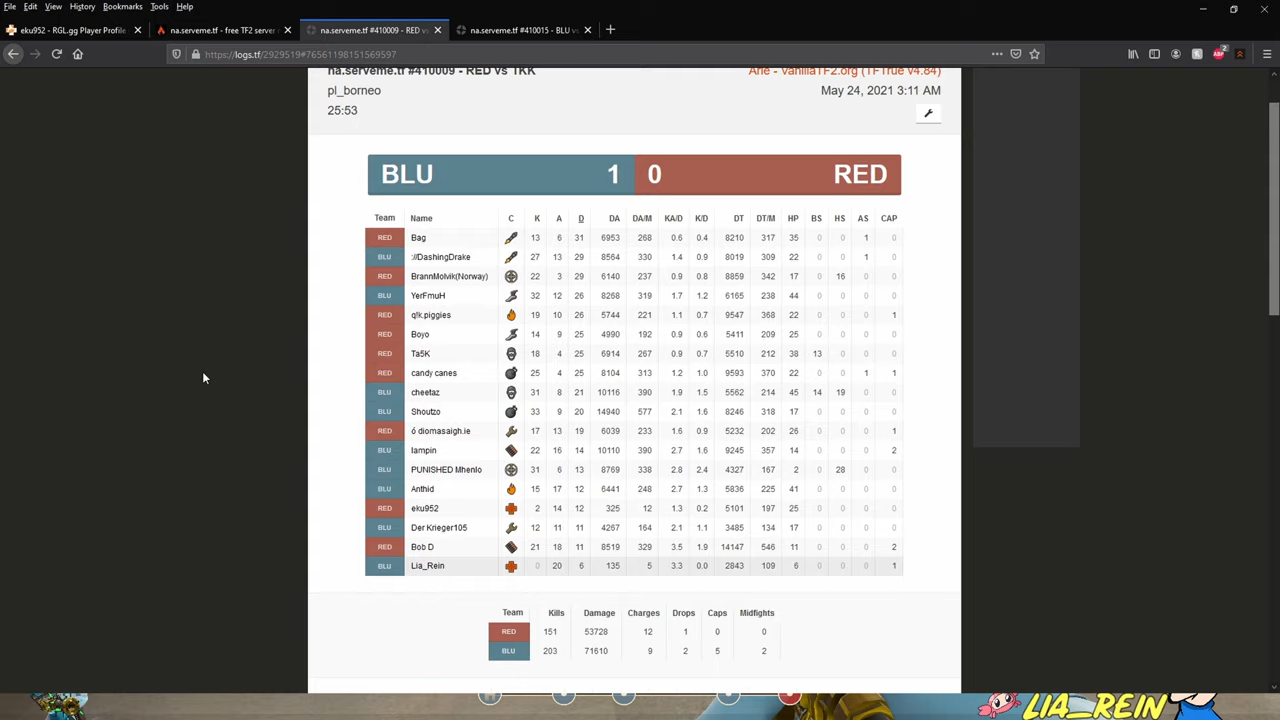 File Edit View History Bookmarks Tools Help
eku952 - RGL.gg Player Profile
na.serveme.tf - free TF2 server
na.serveme.tf #410009 - RED vs
na.serveme.tf #410015 - BLU vs
https://logs.tf/2929519#76561198151569597
na.serveme.tf #410009 - RED vs TKK Arie - VanillaTF2.org (TFTrue v4.84)
pl_borneo May 24, 2021 3:11 AM
25:53
BLU 1 0 RED
Team Name C K A D DA DA/M KA/D K/D DT DT/M HP BS HS AS CAP
RED Bag 13 6 31 6953 268 0.6 0.4 8210 317 35 0 0 1 0
BLU ://DashingDrake 27 13 29 8564 330 1.4 0.9 8019 309 22 0 0 1 0
RED BrannMolvik(Norway) 22 3 29 6140 237 0.9 0.8 8859 342 17 0 16 0 0
BLU YerFmuH 32 12 26 8268 319 1.7 1.2 6165 238 44 0 0 0 0
RED q!k.piggies 19 10 26 5744 221 1.1 0.7 9547 368 22 0 0 0 1
RED Boyo 14 9 25 4990 192 0.9 0.6 5411 209 25 0 0 0 0
RED Ta5K 18 4 25 6914 267 0.9 0.7 5510 212 38 13 0 0 0
RED candy canes 25 4 25 8104 313 1.2 1.0 9593 370 22 0 0 1 1
BLU cheetaz 31 8 21 10116 390 1.9 1.5 5562 214 45 14 19 0 0
BLU Shoutzo 33 9 20 14940 577 2.1 1.6 8246 318 17 0 0 0 0
RED ó diomasaigh.ie 17 13 19 6039 233 1.6 0.9 5232 202 26 0 0 0 1
BLU lampin 22 16 14 10110 390 2.7 1.6 9245 357 14 0 0 0 2
BLU PUNISHED Mhenlo 31 6 13 8769 338 2.8 2.4 4327 167 2 0 28 0 0
BLU Anthid 15 17 12 6441 248 2.7 1.3 5836 225 41 0 0 0 0
RED eku952 2 14 12 325 12 1.3 0.2 5101 197 25 0 0 0 0
BLU Der Krieger105 12 11 11 4267 164 2.1 1.1 3485 134 17 0 0 0 0
RED Bob D 21 18 11 8519 329 3.5 1.9 14147 546 11 0 0 0 2
BLU Lia_Rein 0 20 6 135 5 3.3 0.0 2843 109 6 0 0 0 1
Team Kills Damage Charges Drops Caps Midfights
RED 151 53728 12 1 0 0
BLU 203 71610 9 2 5 2
LIA_REIN